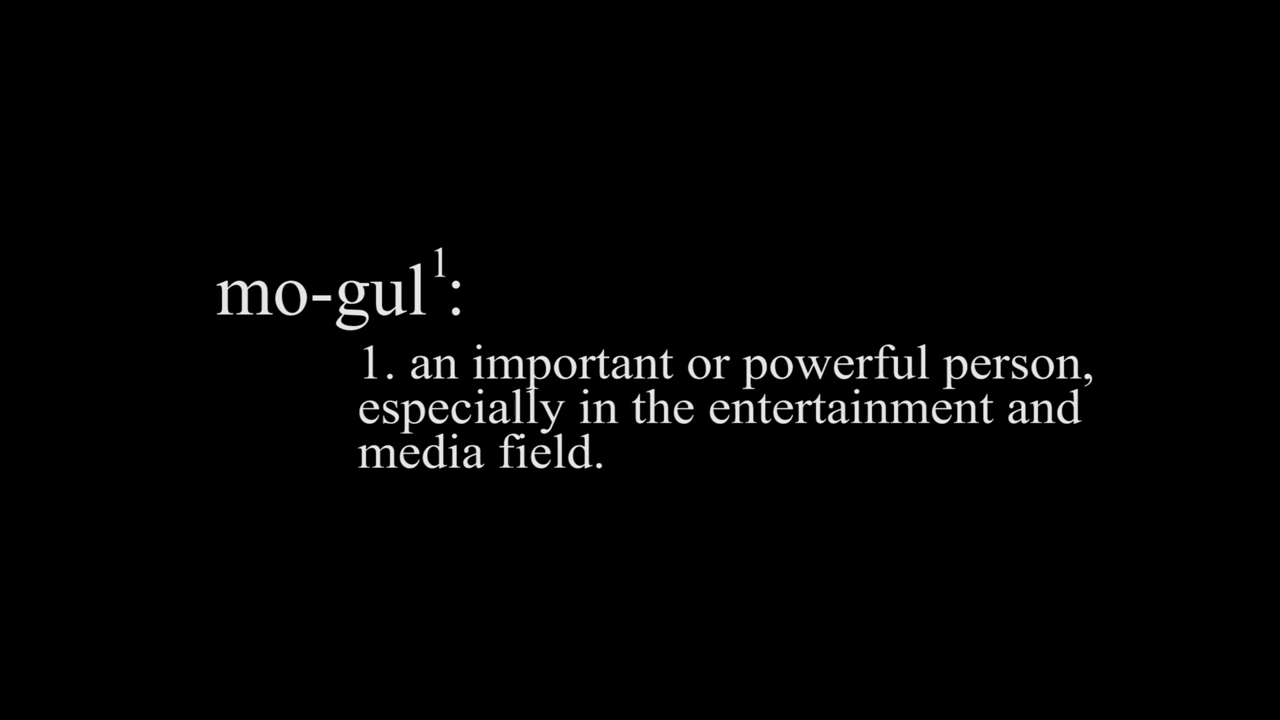 mo-gul¹:
1. an important or powerful person,
especially in the entertainment and
media field.